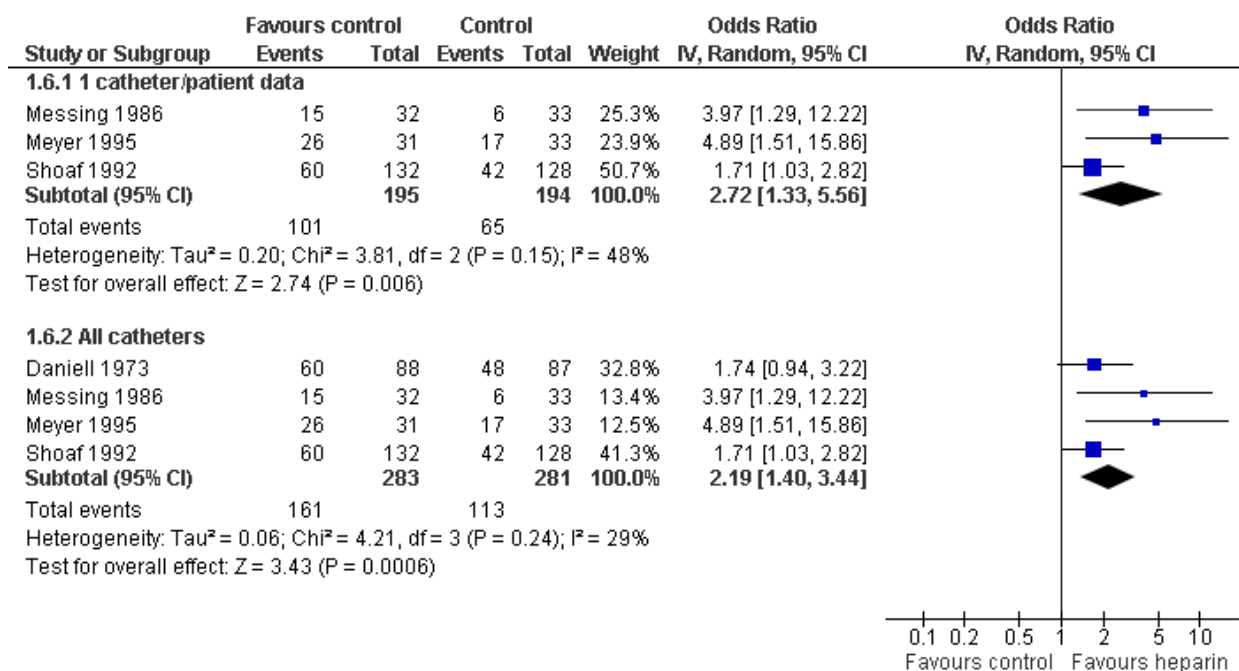 Favours control Control Odds Ratio Odds Ratio
Study or Subgroup Events Total Events Total Weight IV, Random, 95% CI IV, Random, 95% CI
1.6.1 1 catheter/patient data
Messing 1986 15 32 6 33 25.3% 3.97 [1.29, 12.22]
Meyer 1995 26 31 17 33 23.9% 4.89 [1.51, 15.86]
Shoaf 1992 60 132 42 128 50.7% 1.71 [1.03, 2.82]
Subtotal (95% CI) 195 194 100.0% 2.72 [1.33, 5.56]
Total events 101 65
Heterogeneity: Tau² = 0.20; Chi² = 3.81, df = 2 (P = 0.15); I² = 48%
Test for overall effect: Z = 2.74 (P = 0.006)
1.6.2 All catheters
Daniell 1973 60 88 48 87 32.8% 1.74 [0.94, 3.22]
Messing 1986 15 32 6 33 13.4% 3.97 [1.29, 12.22]
Meyer 1995 26 31 17 33 12.5% 4.89 [1.51, 15.86]
Shoaf 1992 60 132 42 128 41.3% 1.71 [1.03, 2.82]
Subtotal (95% CI) 283 281 100.0% 2.19 [1.40, 3.44]
Total events 161 113
Heterogeneity: Tau² = 0.06; Chi² = 4.21, df = 3 (P = 0.24); I² = 29%
Test for overall effect: Z = 3.43 (P = 0.0006)
0.1 0.2 0.5 1 2 5 10
Favours control Favours heparin